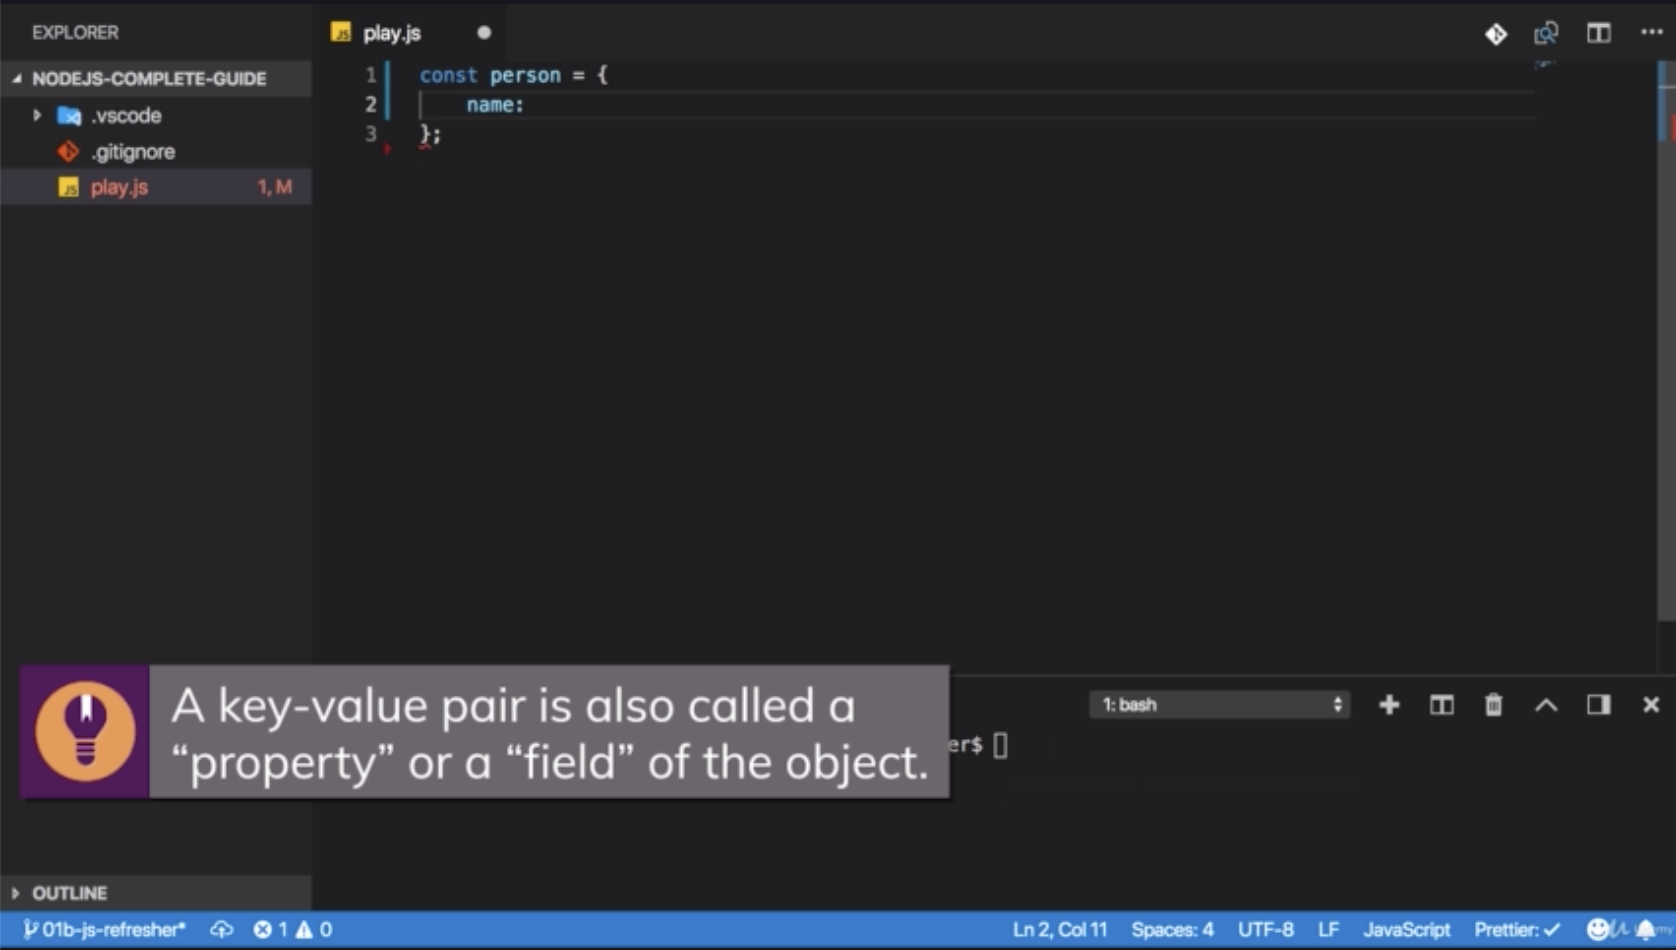 EXPLORER
play.js
NODEJS-COMPLETE-GUIDE
.vscode
.gitignore
play.js 1, M
1 const person = {
2 name:
3 };
A key-value pair is also called a
“property” or a “field” of the object.
1: bash
er$
OUTLINE
01b-js-refresher* 1 0 Ln 2, Col 11 Spaces: 4 UTF-8 LF JavaScript Prettier: ✓